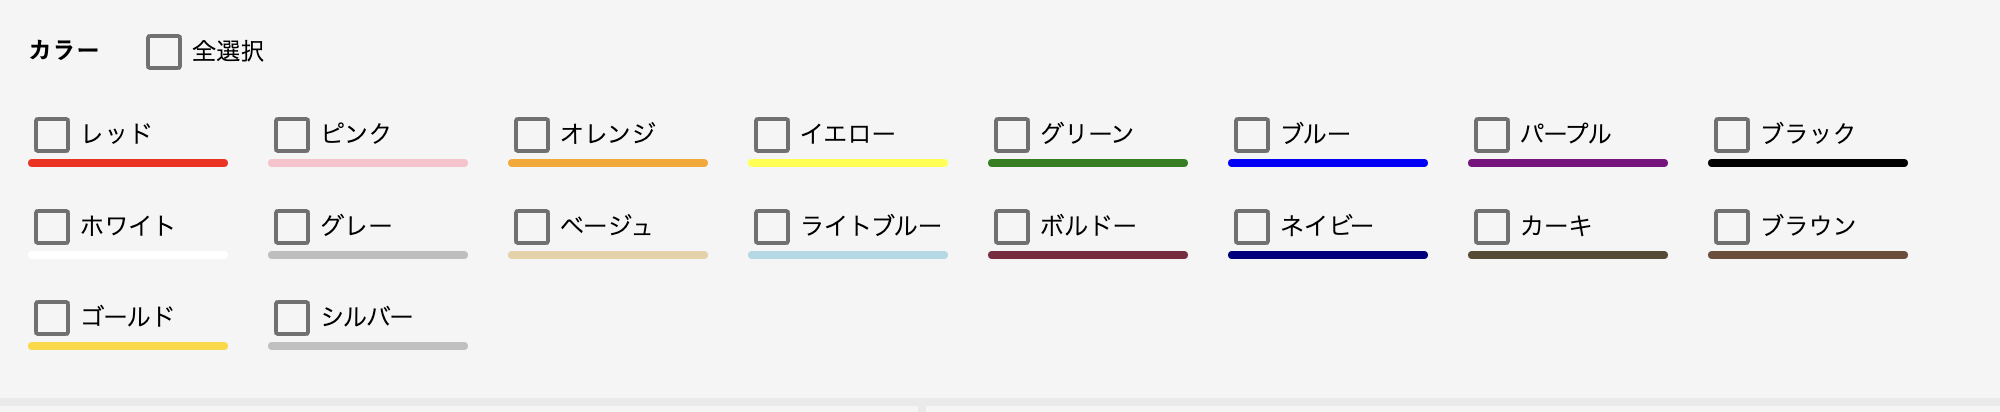 カラー 全選択
レッド ピンク オレンジ イエロー グリーン ブルー パープル ブラック
ホワイト グレー ベージュ ライトブルー ボルドー ネイビー カーキ ブラウン
ゴールド シルバー